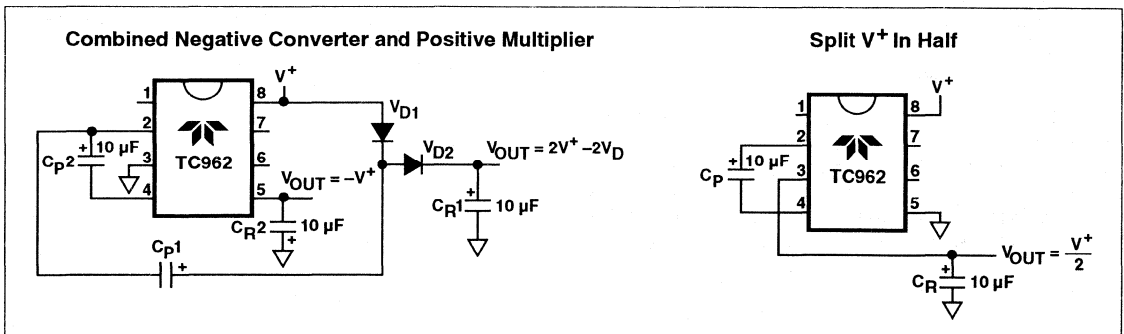 Combined Negative Converter and Positive Multiplier
V+
1
8
2
7
3
6
4
5
TC962
+
10 µF
CP2
VD1
VD2
VOUT = 2V+ −2VD
VOUT = −V+
+
CR1
10 µF
CR2
10 µF
+
CP1
+
Split V+ In Half
V+
1
8
2
7
3
6
4
5
TC962
+
10 µF
CP
VOUT = V+/2
+
CR
10 µF